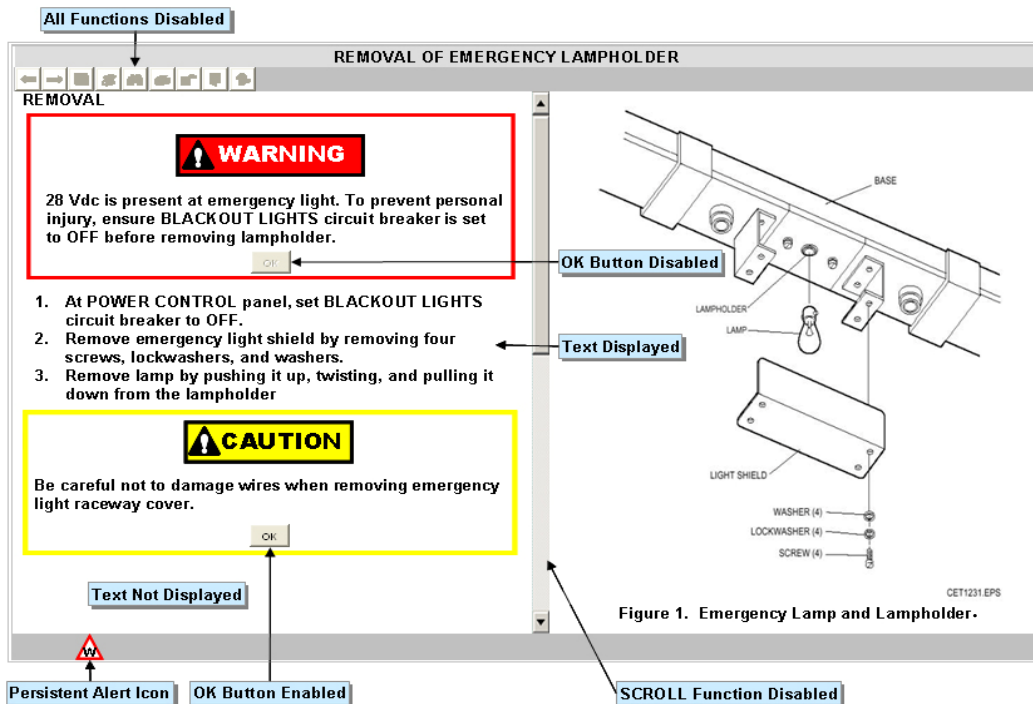 All Functions Disabled
REMOVAL OF EMERGENCY LAMPHOLDER
REMOVAL
WARNING
28 Vdc is present at emergency light. To prevent personal
injury, ensure BLACKOUT LIGHTS circuit breaker is set
to OFF before removing lampholder.
OK
OK Button Disabled
1. At POWER CONTROL panel, set BLACKOUT LIGHTS
circuit breaker to OFF.
2. Remove emergency light shield by removing four
screws, lockwashers, and washers.
3. Remove lamp by pushing it up, twisting, and pulling it
down from the lampholder
Text Displayed
CAUTION
Be careful not to damage wires when removing emergency
light raceway cover.
OK
Text Not Displayed
BASE
LAMPHOLDER
LAMP
LIGHT SHIELD
WASHER (4)
LOCKWASHER (4)
SCREW (4)
CET1231.EPS
Figure 1. Emergency Lamp and Lampholder.
W
Persistent Alert Icon
OK Button Enabled
SCROLL Function Disabled